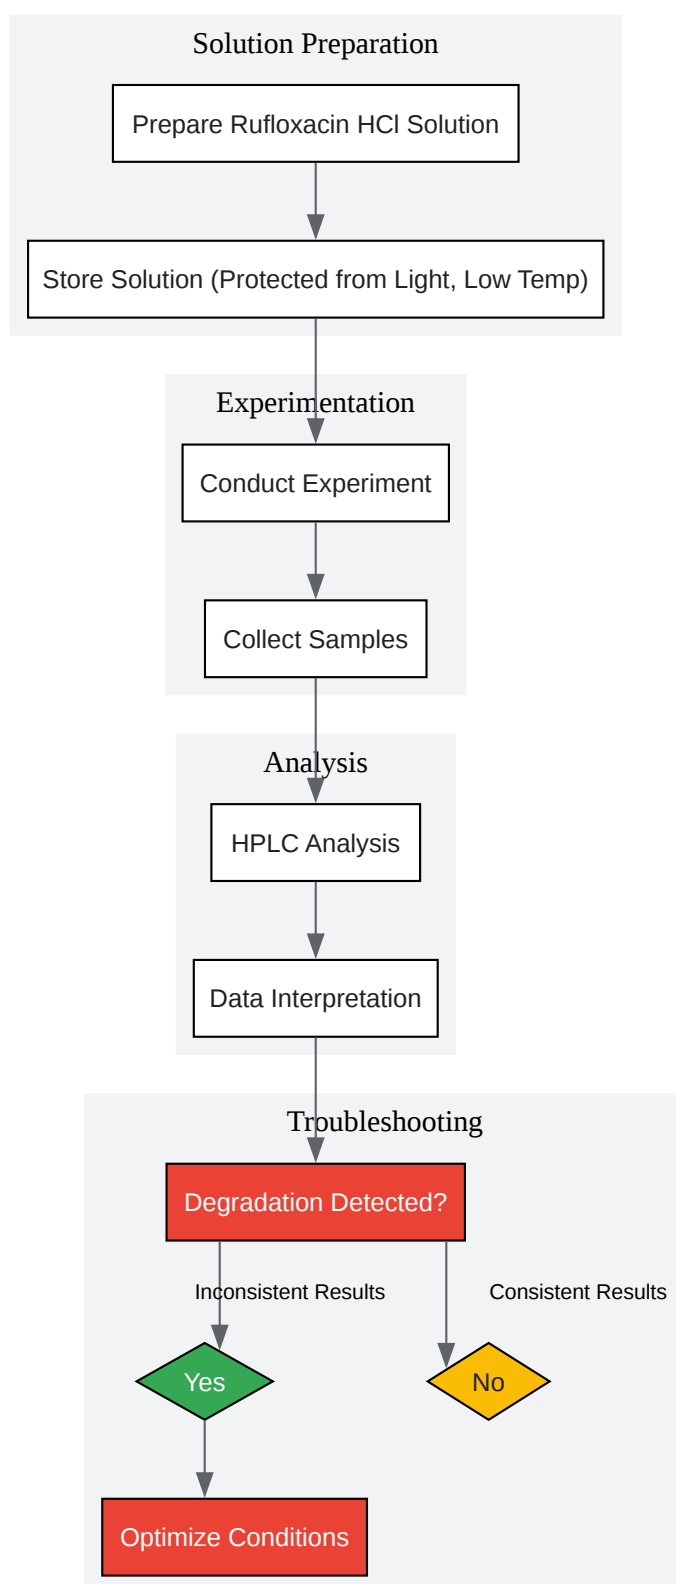 Solution Preparation
Prepare Rufloxacin HCl Solution
Store Solution (Protected from Light, Low Temp)
Experimentation
Conduct Experiment
Collect Samples
Analysis
HPLC Analysis
Data Interpretation
Troubleshooting
Degradation Detected?
Inconsistent Results
Consistent Results
Yes
No
Optimize Conditions